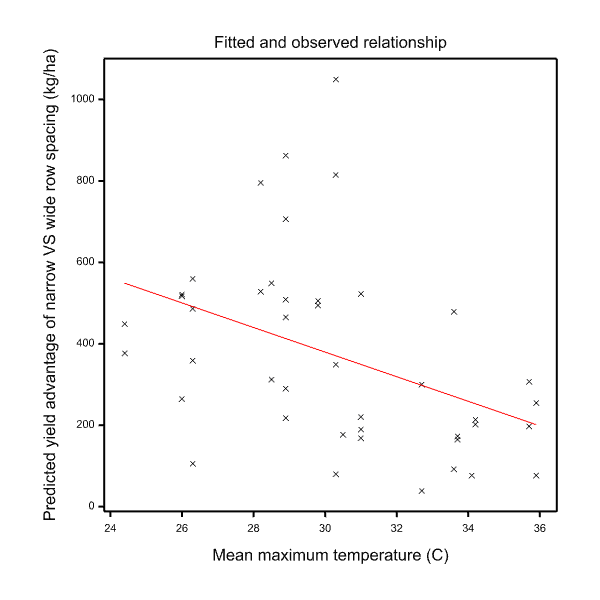 Fitted and observed relationship
Predicted yield advantage of narrow VS wide row spacing (kg/ha)
1000
800
600
400
200
0
24 26 28 30 32 34 36
Mean maximum temperature (C)